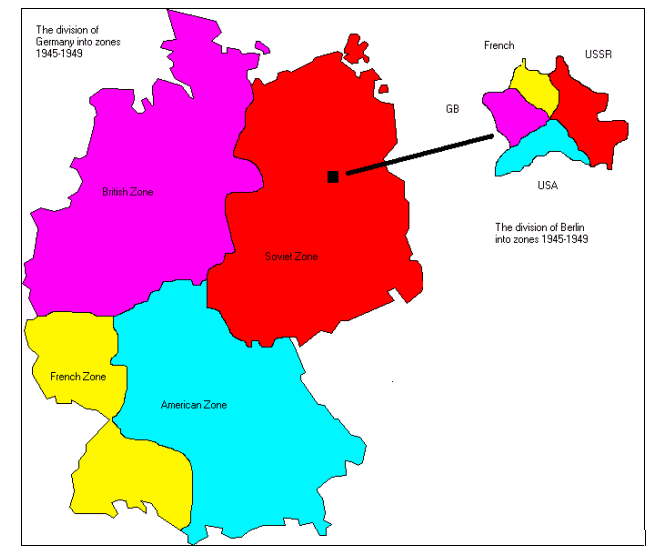 The division of
Germany into zones
1945-1949
French
USSR
GB
USA
British Zone
The division of Berlin
into zones 1945-1949
Soviet Zone
French Zone
American Zone